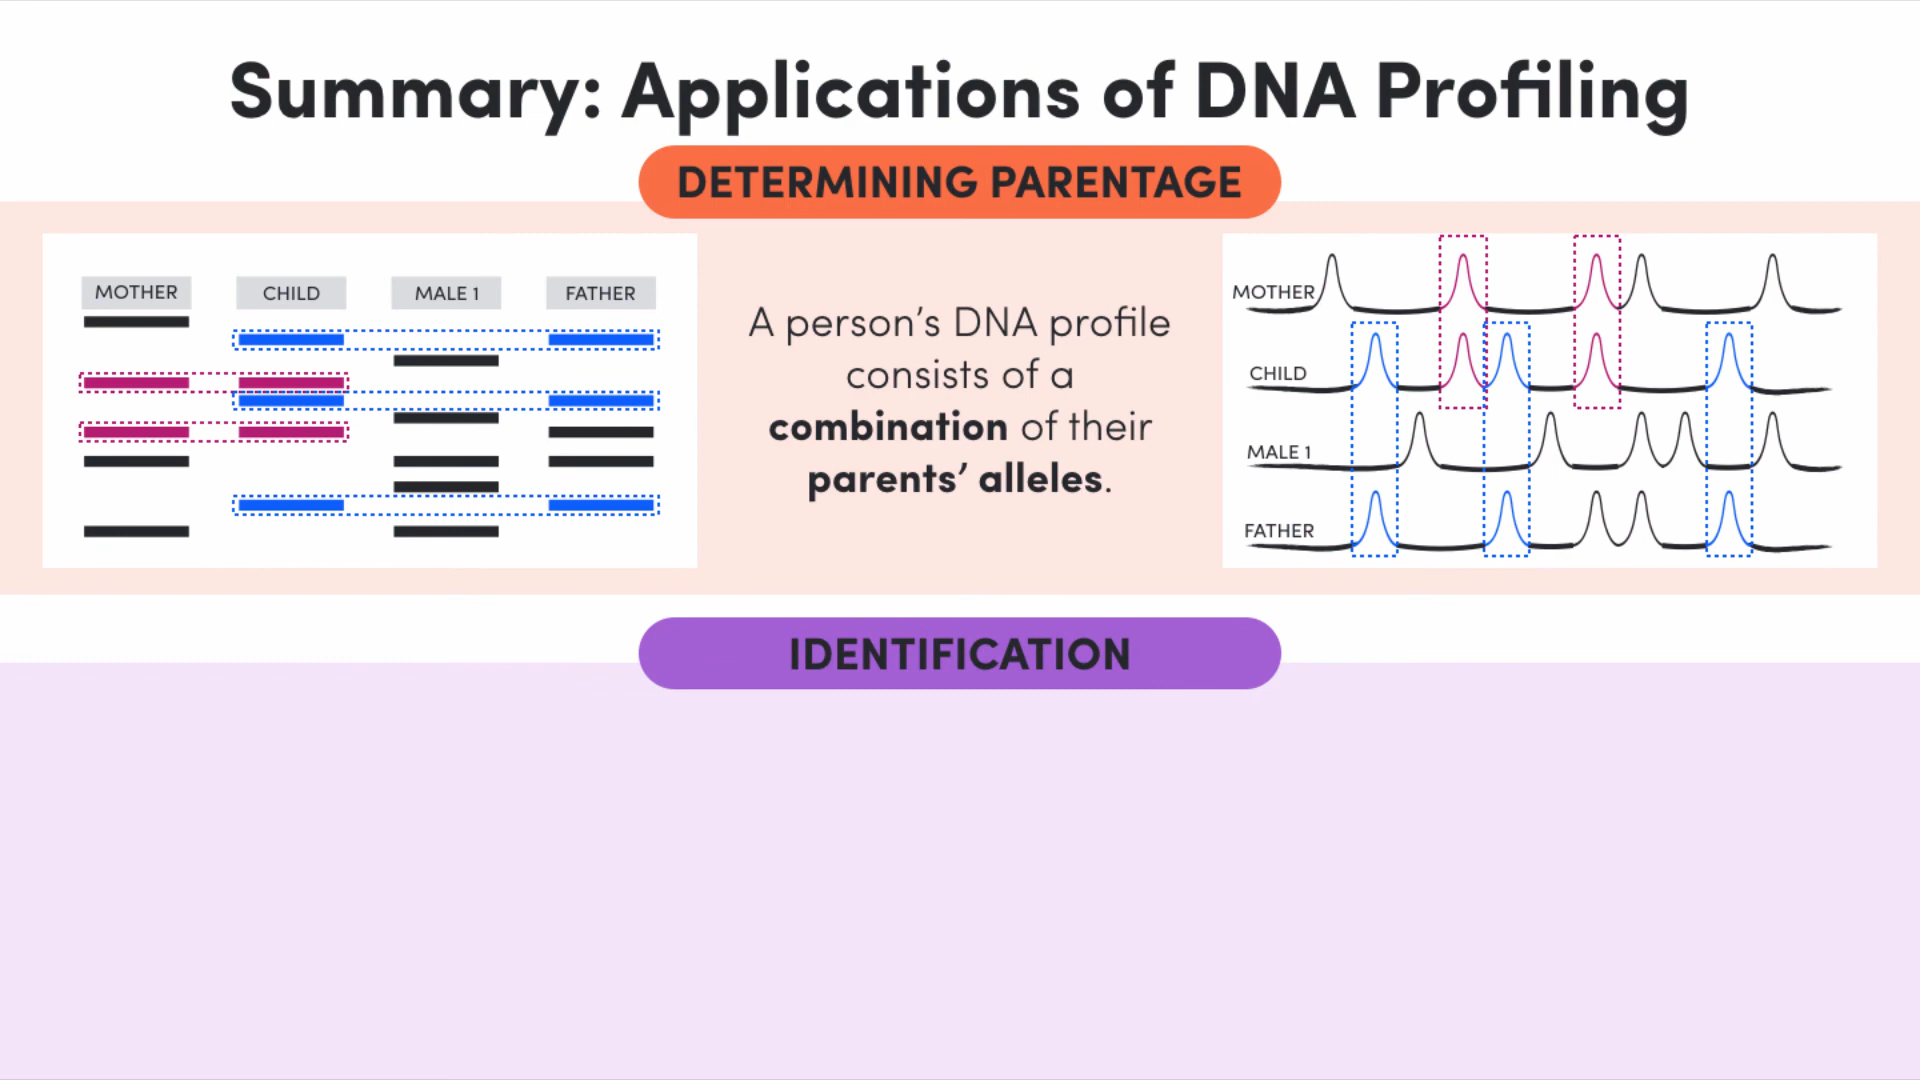 Summary: Applications of DNA Profiling
DETERMINING PARENTAGE
MOTHER CHILD MALE 1 FATHER
A person’s DNA profile
consists of a
combination of their
parents’ alleles.
MOTHER
CHILD
MALE 1
FATHER
IDENTIFICATION